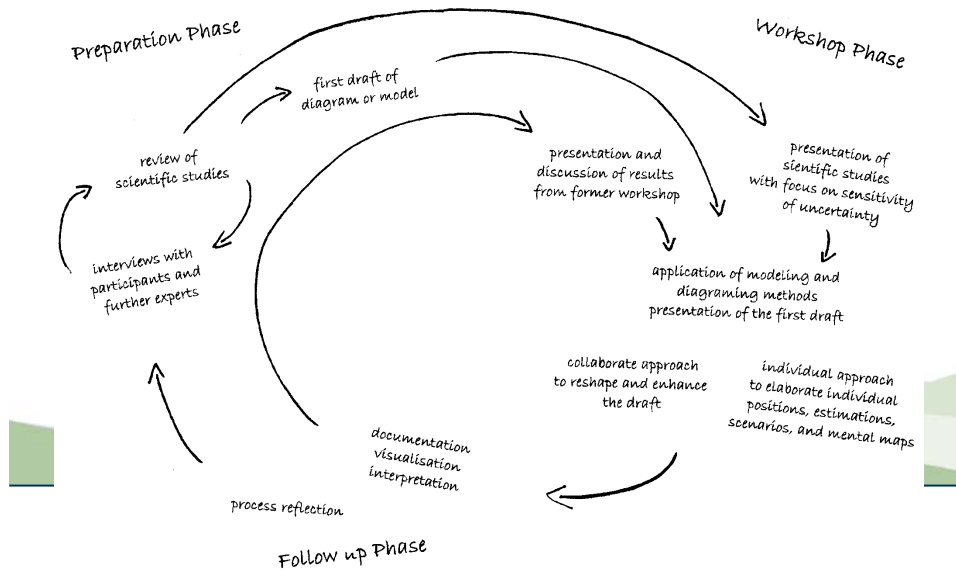 Preparation Phase
Workshop Phase
first draft of
diagram or model
review of
scientific studies
interviews with
participants and
further experts
presentation and
discussion of results
from former workshop
presentation of
sientific studies
with focus on sensitivity
of uncertainty
application of modeling and
diagraming methods
presentation of the first draft
collaborate approach
to reshape and enhance
the draft
individual approach
to elaborate individual
positions, estimations,
scenarios, and mental maps
documentation
visualisation
interpretation
process reflection
Follow up Phase